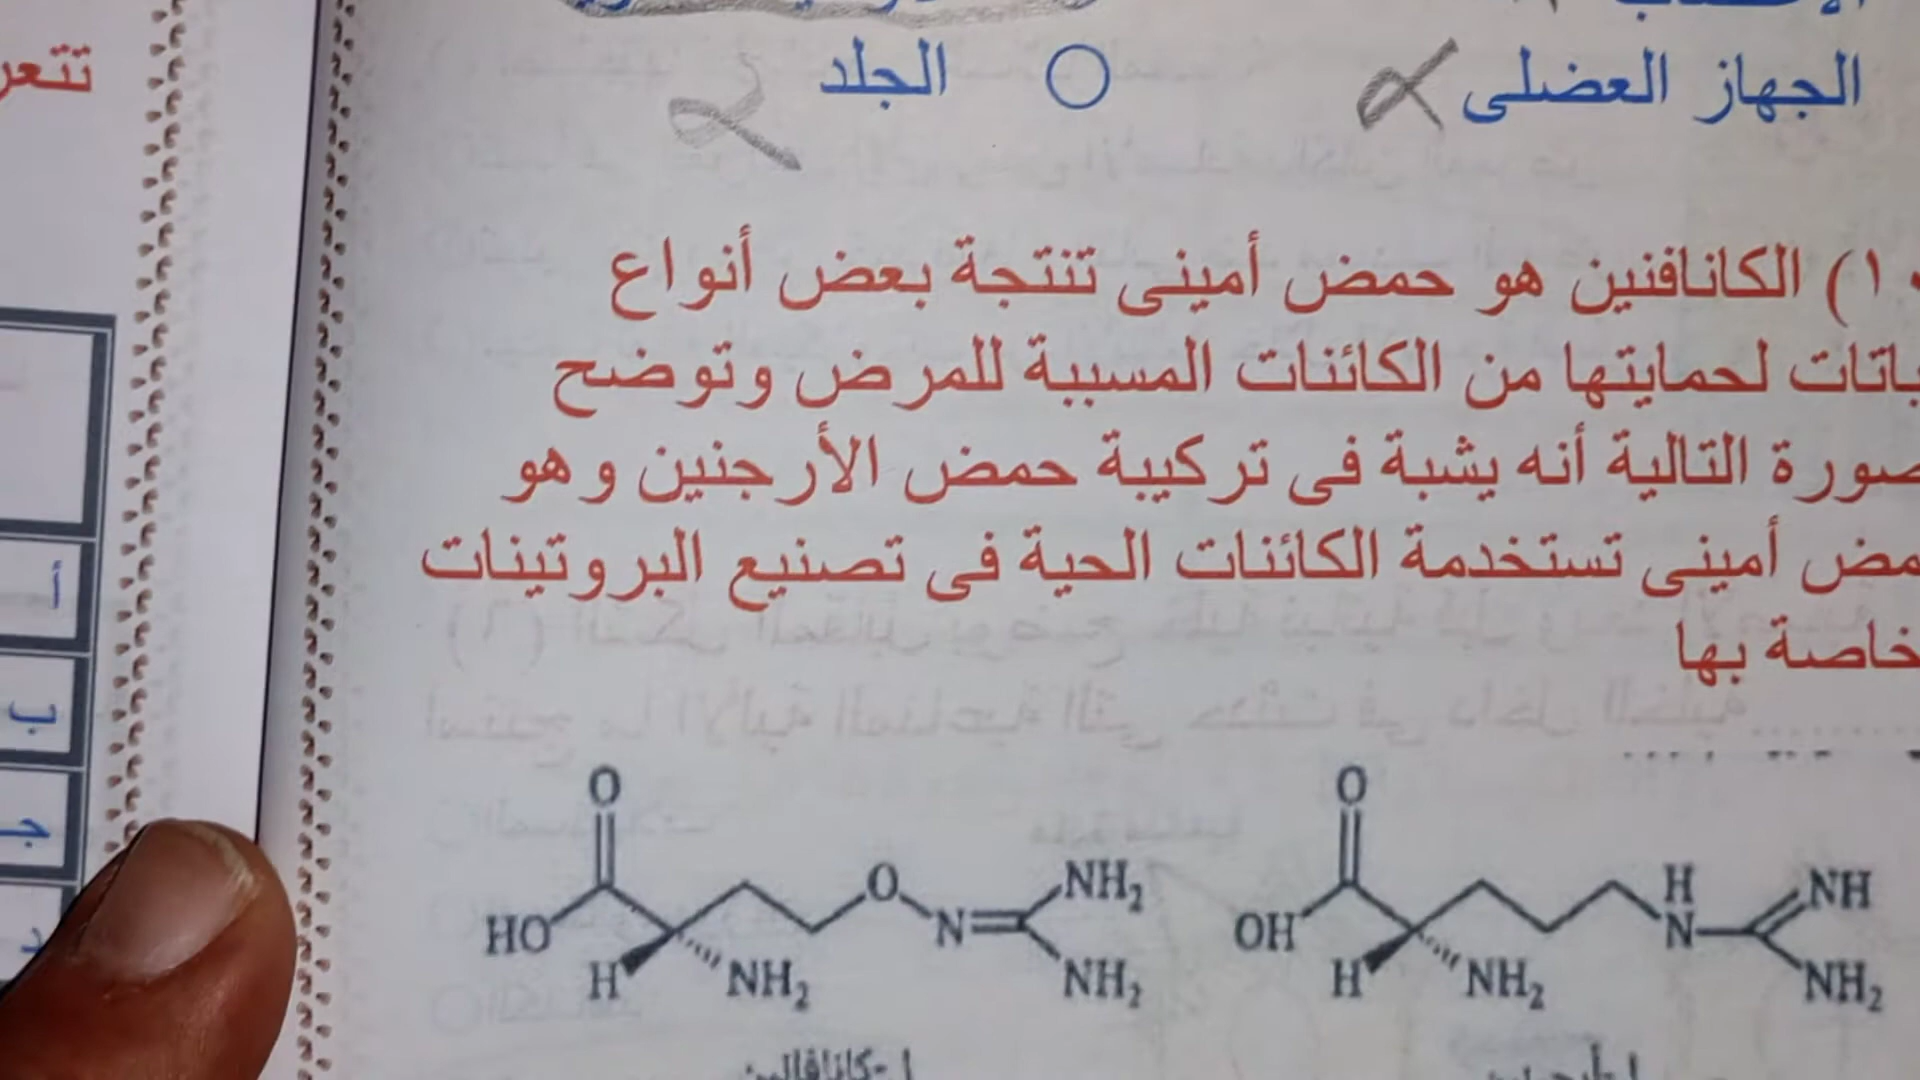 الجهاز العضلى
الجلد
١) الكانافنين هو حمض أمينى تنتجة بعض أنواع
باتات لحمايتها من الكائنات المسببة للمرض وتوضح
صورة التالية أنه يشبة فى تركيبة حمض الأرجنين وهو
مض أمينى تستخدمة الكائنات الحية فى تصنيع البروتينات
خاصة بها
O
HO
H
NH₂
O
N
NH₂
NH₂
O
OH
H
NH₂
H
N
NH
NH₂
تتعر
أ
ب
ج